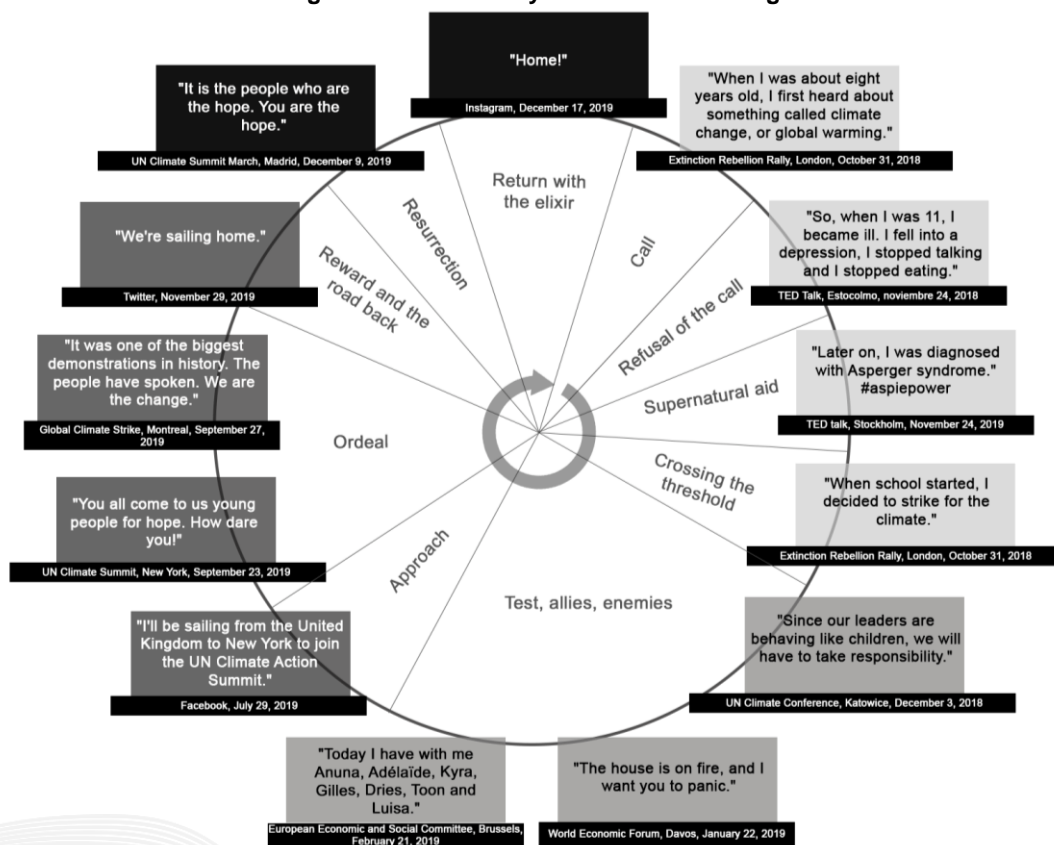 "Home!"
Instagram, December 17, 2019
"When I was about eight
years old, I first heard about
something called climate
change, or global warming."
Extinction Rebellion Rally, London, October 31, 2018
"So, when I was 11, I
became ill. I fell into a
depression, I stopped talking
and I stopped eating."
TED Talk, Estocolmo, noviembre 24, 2018
"Later on, I was diagnosed
with Asperger syndrome."
#aspiepower
TED talk, Stockholm, November 24, 2019
"When school started, I
decided to strike for the
climate."
Extinction Rebellion Rally, London, October 31, 2018
"Since our leaders are
behaving like children, we will
have to take responsibility."
UN Climate Conference, Katowice, December 3, 2018
"The house is on fire, and I
want you to panic."
World Economic Forum, Davos, January 22, 2019
"Today I have with me
Anuna, Adélaïde, Kyra,
Gilles, Dries, Toon and
Luisa."
European Economic and Social Committee, Brussels,
February 21, 2019
"I'll be sailing from the United
Kingdom to New York to join
the UN Climate Action
Summit."
Facebook, July 29, 2019
"You all come to us young
people for hope. How dare
you!"
UN Climate Summit, New York, September 23, 2019
"It was one of the biggest
demonstrations in history. The
people have spoken. We are
the change."
Global Climate Strike, Montreal, September 27,
2019
"We're sailing home."
Twitter, November 29, 2019
"It is the people who are
the hope. You are the
hope."
UN Climate Summit March, Madrid, December 9, 2019
Return with
the elixir
Call
Refusal of the call
Supernatural aid
Crossing the
threshold
Test, allies, enemies
Approach
Ordeal
Reward and the
road back
Resurrection